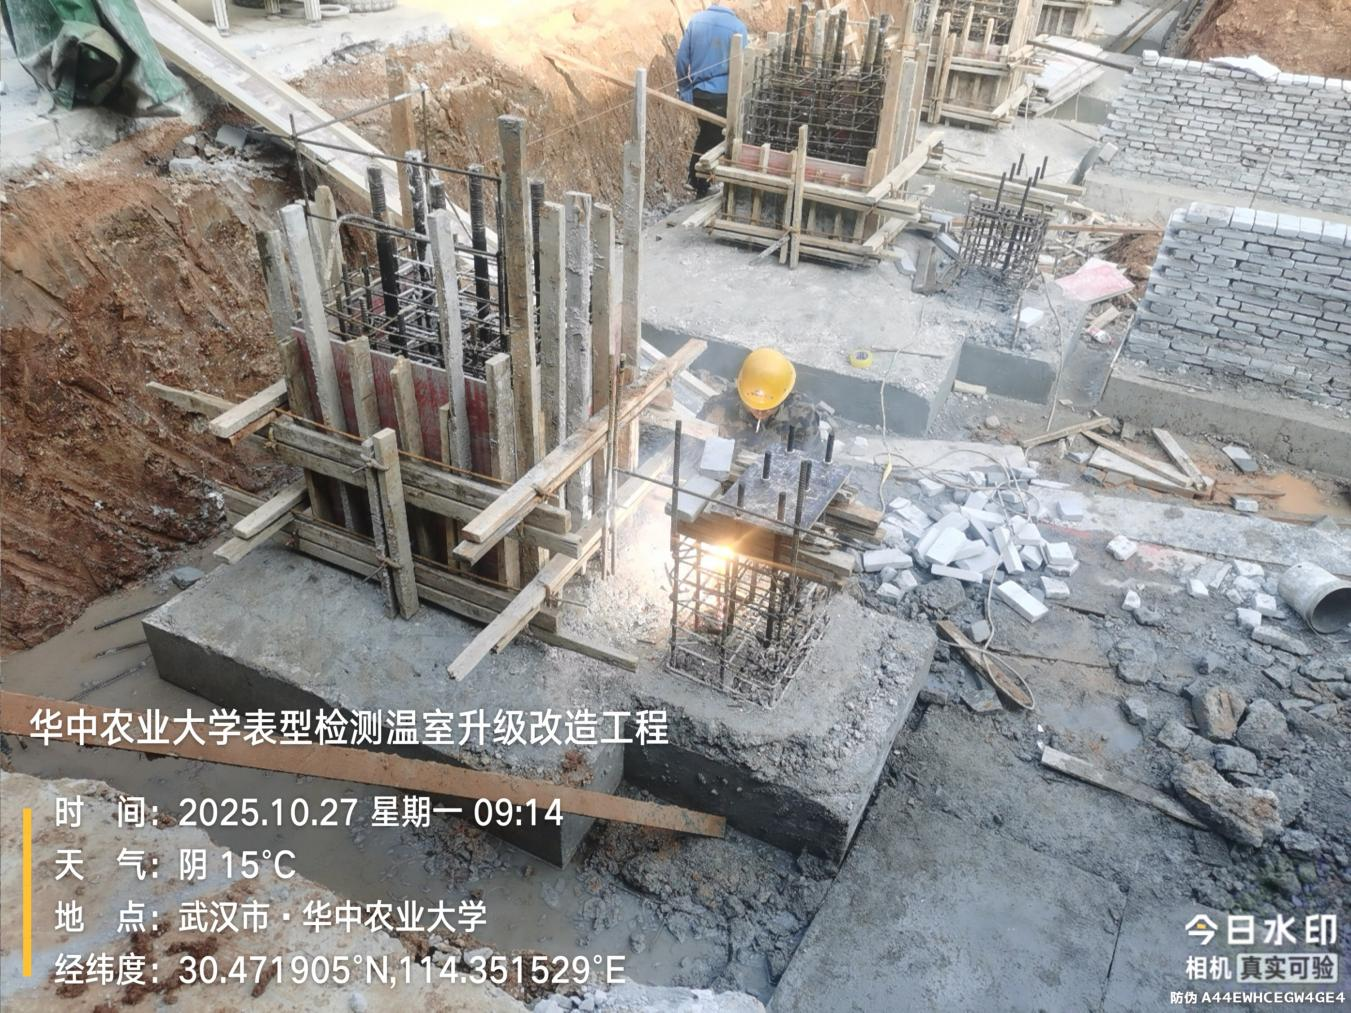 华中农业大学表型检测温室升级改造工程
时 间：2025.10.27 星期一 09:14
天 气：阴 15°C
地 点：武汉市·华中农业大学
经纬度：30.471905°N,114.351529°E
今日水印
相机 真实可验
防伪 A44EWHCEGW4GE4